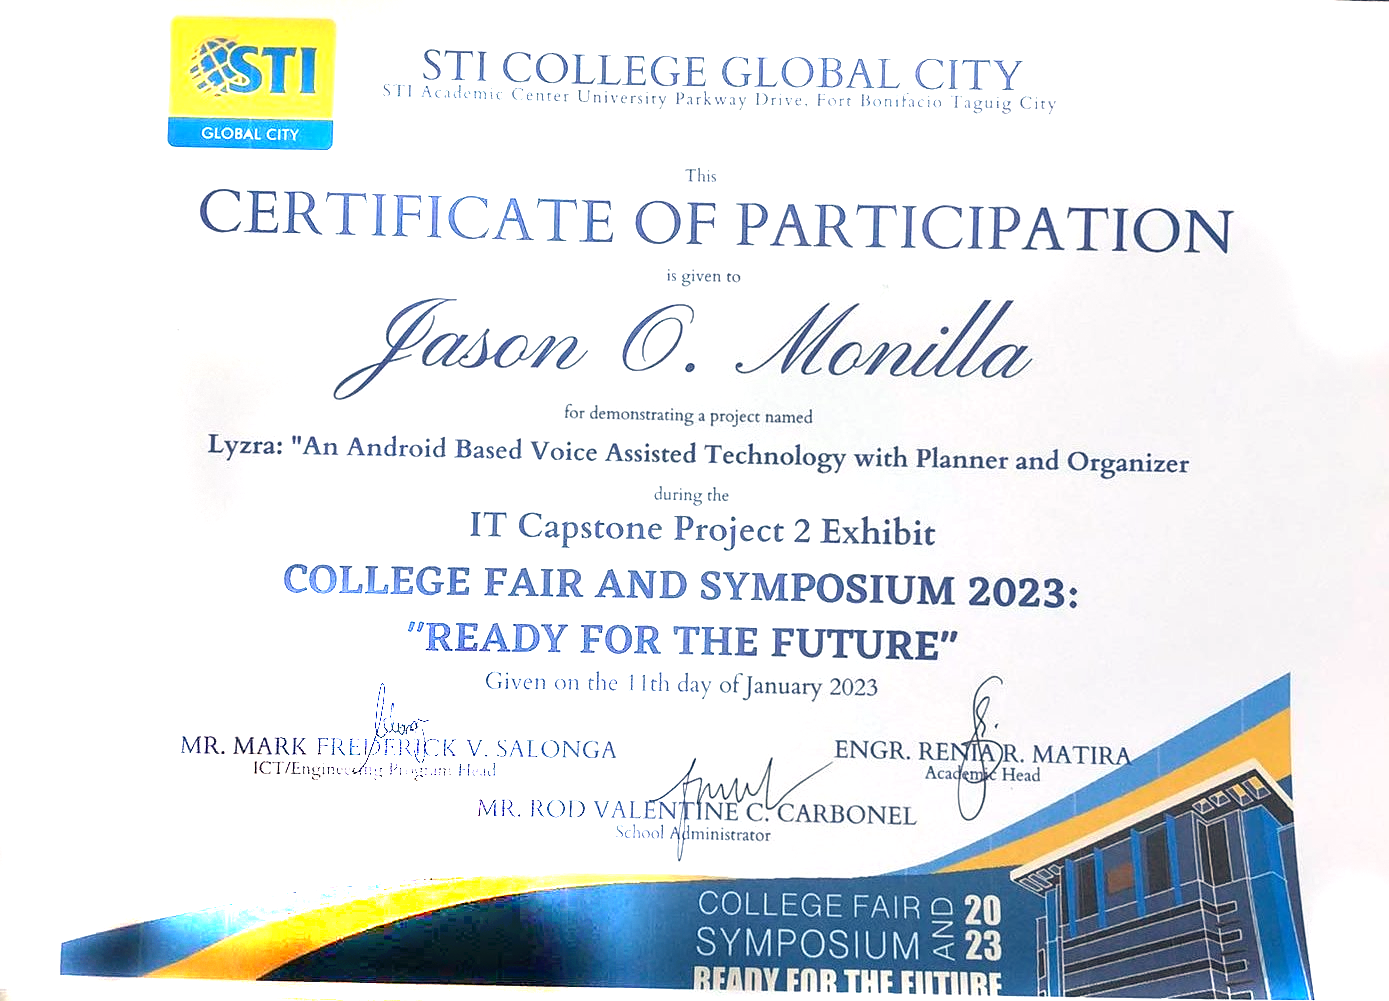 STI
GLOBAL CITY
STI COLLEGE GLOBAL CITY
STI Academic Center University Parkway Drive, Fort Bonifacio Taguig City
This
CERTIFICATE OF PARTICIPATION
is given to
Jason O. Monilla
for demonstrating a project named
Lyzra: "An Android Based Voice Assisted Technology with Planner and Organizer
during the
IT Capstone Project 2 Exhibit
COLLEGE FAIR AND SYMPOSIUM 2023:
"READY FOR THE FUTURE"
Given on the 11th day of January 2023
MR. MARK FREDERICK V. SALONGA
ICT/Engineering Program Head
ENGR. RENIA R. MATIRA
Academic Head
MR. ROD VALENTINE C. CARBONEL
School Administrator
COLLEGE FAIR AND 20
SYMPOSIUM 23
READY FOR THE FUTURE